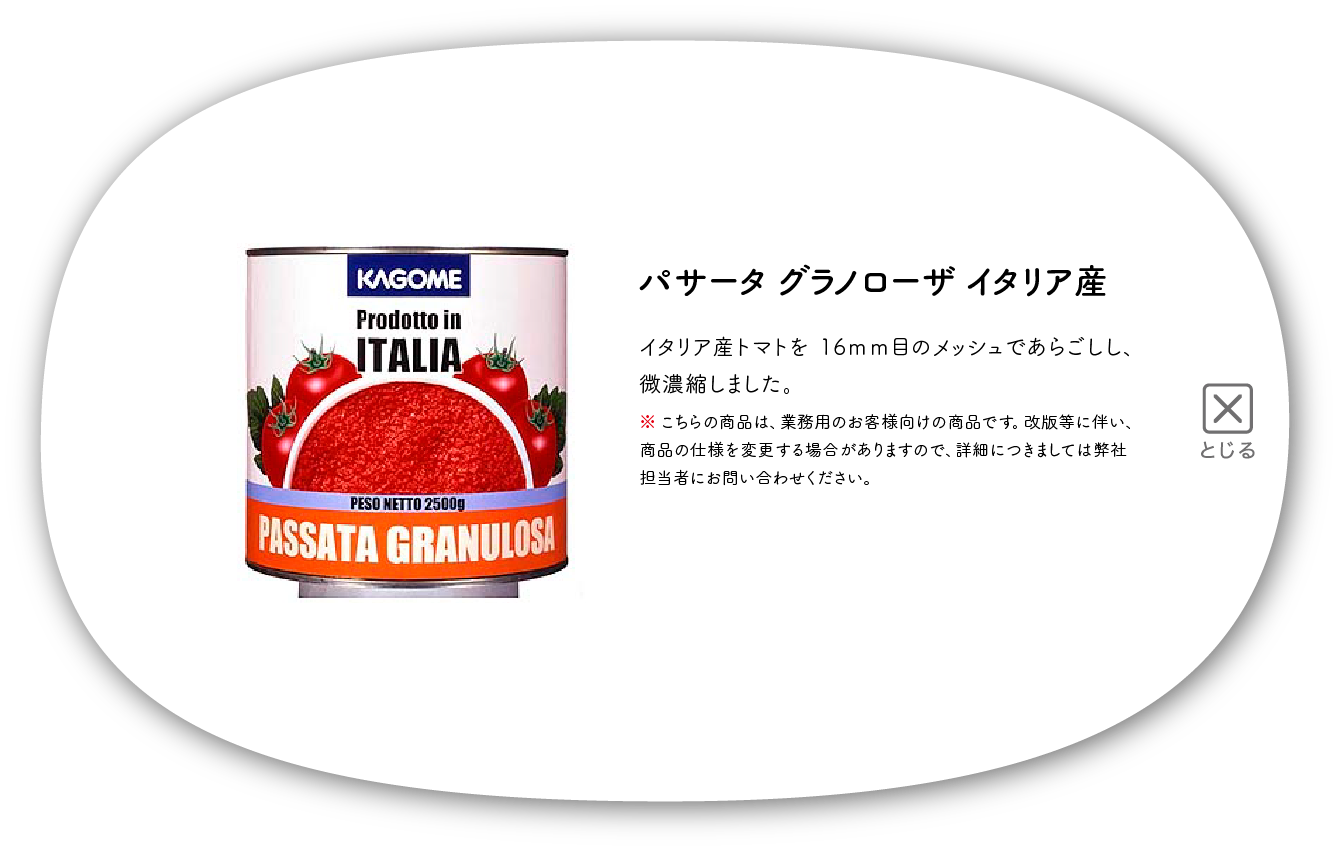 KAGOME
Prodotto in
ITALIA
PESO NETTO 2500g
PASSATA GRANULOSA
パサータ グラノローザ イタリア産
イタリア産トマトを 16mm目のメッシュであらごしし、
微濃縮しました。
※ こちらの商品は、業務用のお客様向けの商品です。改版等に伴い、
商品の仕様を変更する場合がありますので、詳細につきましては弊社
担当者にお問い合わせください。
とじる